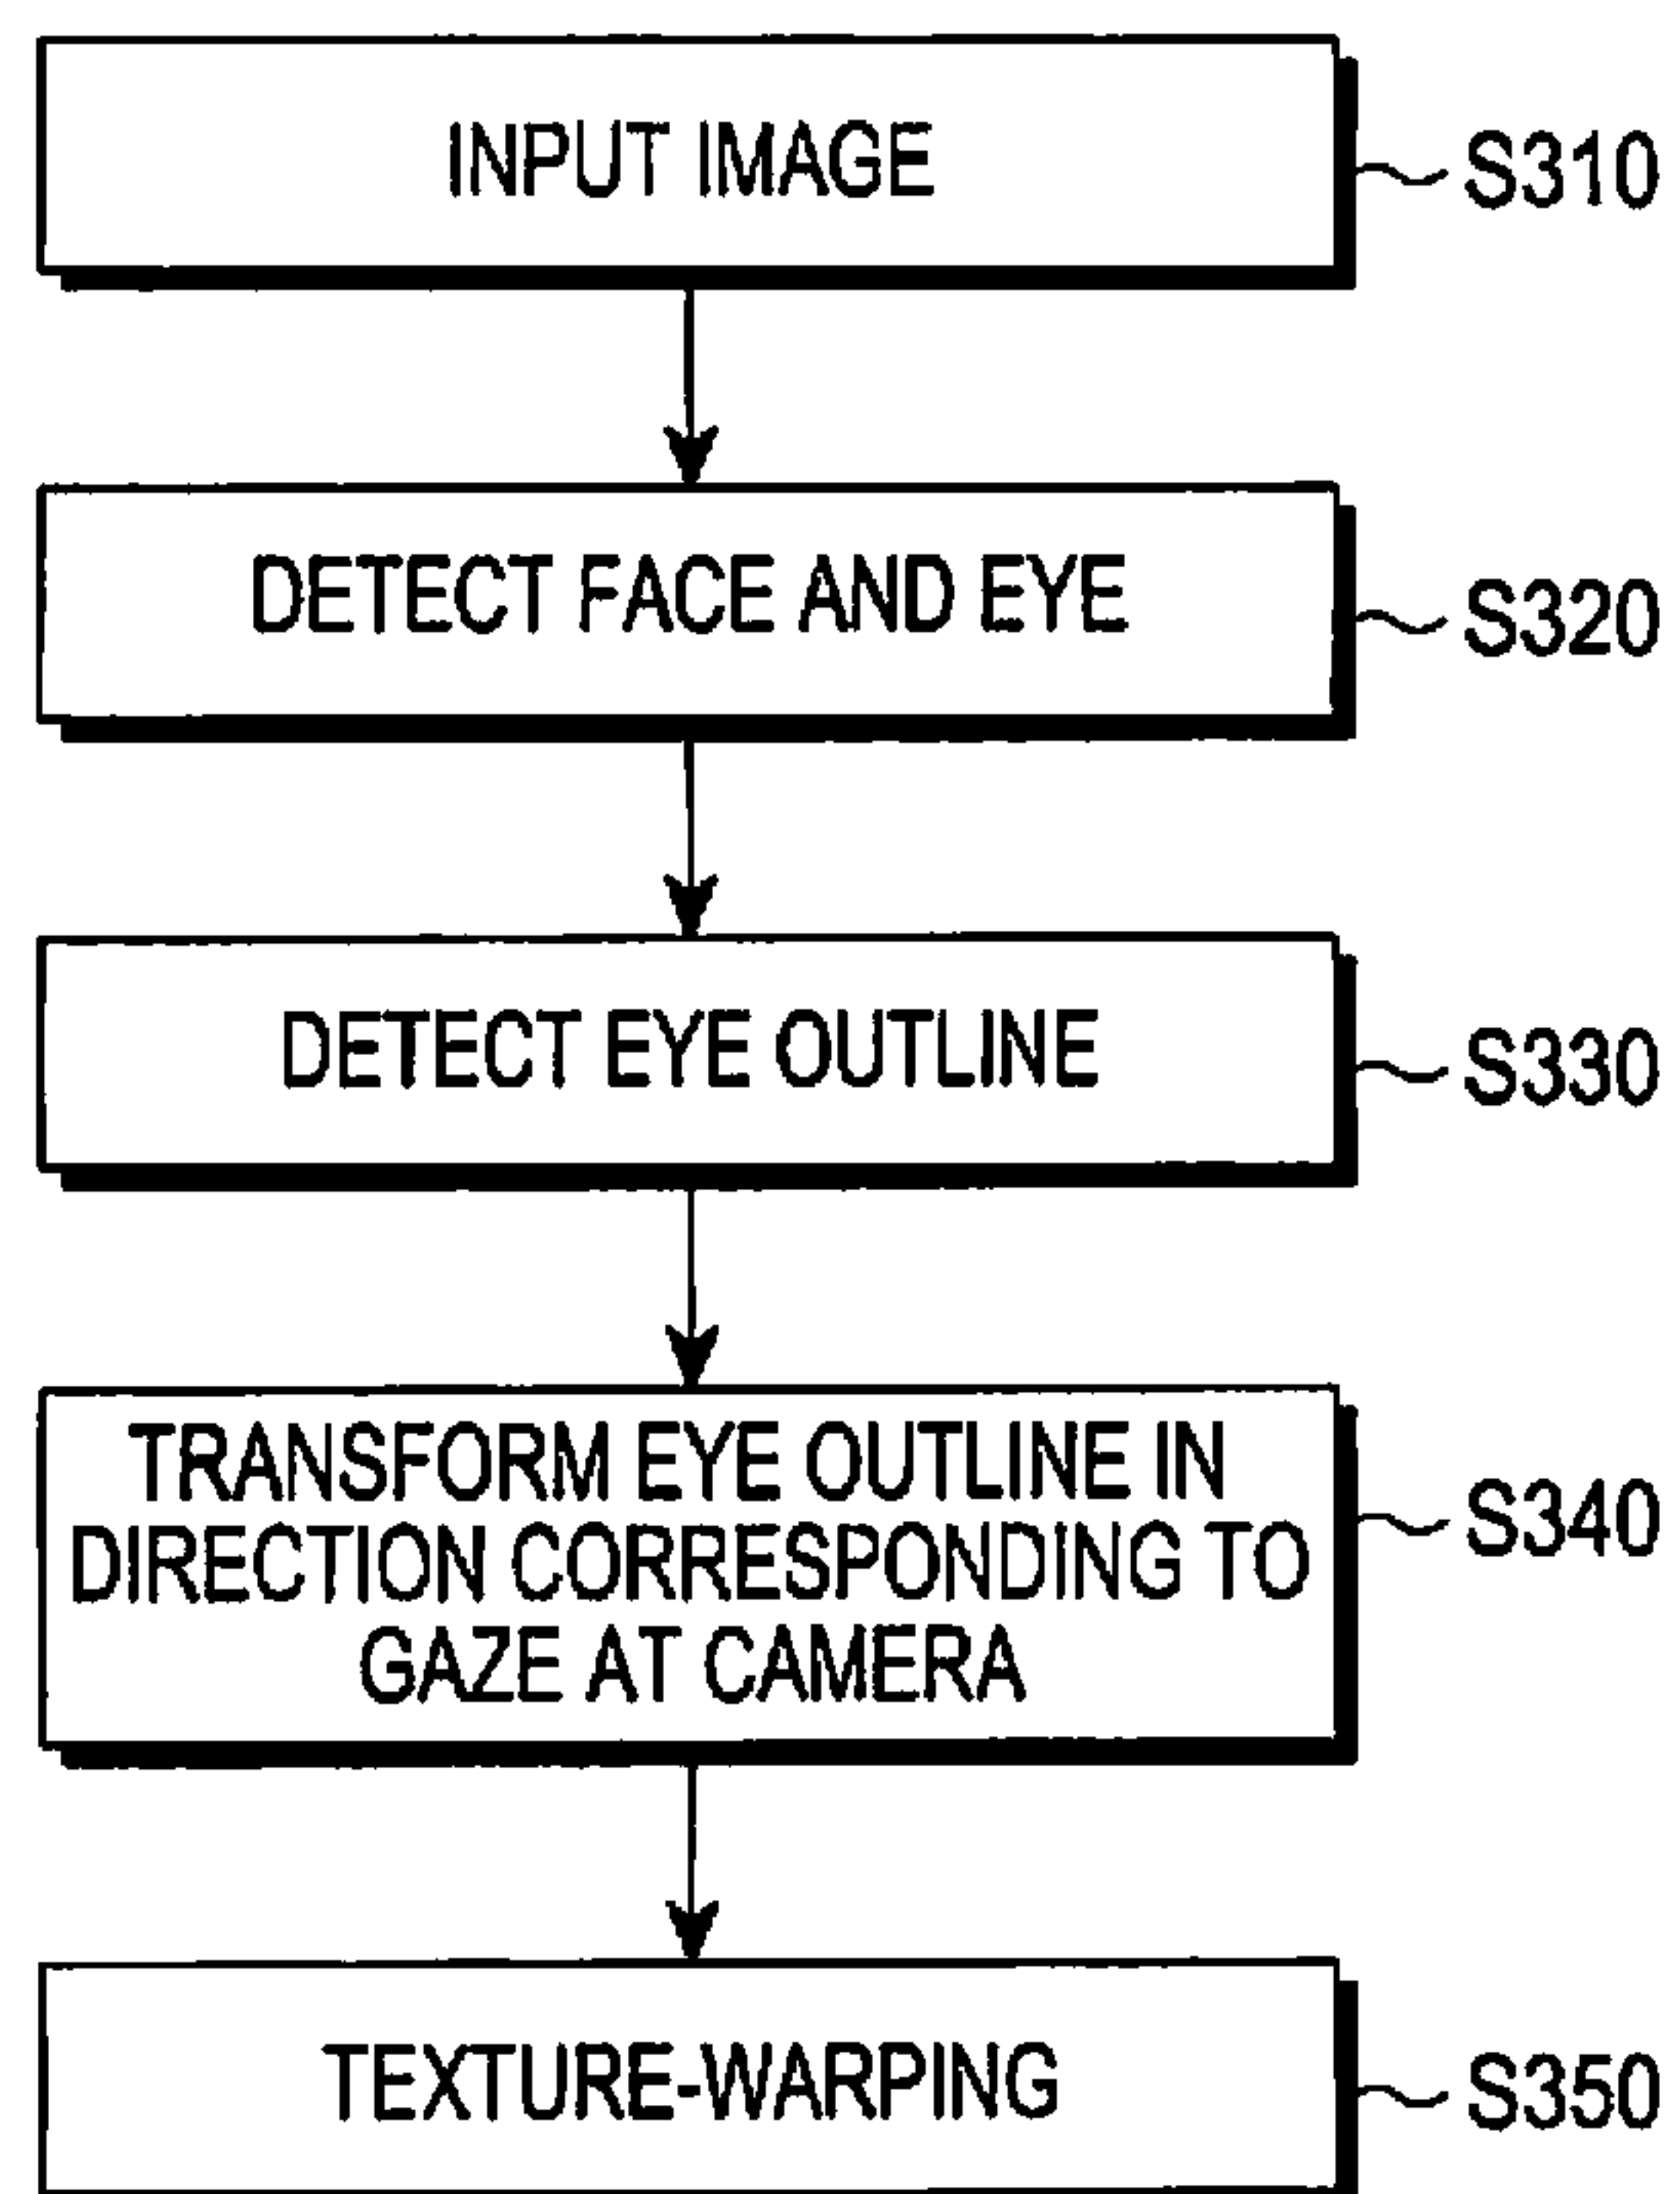 INPUT IMAGE
S310
DETECT FACE AND EYE
S320
DETECT EYE OUTLINE
S330
TRANSFORM EYE OUTLINE IN
DIRECTION CORRESPONDING TO
GAZE AT CAMERA
S340
TEXTURE-WARPING
S350